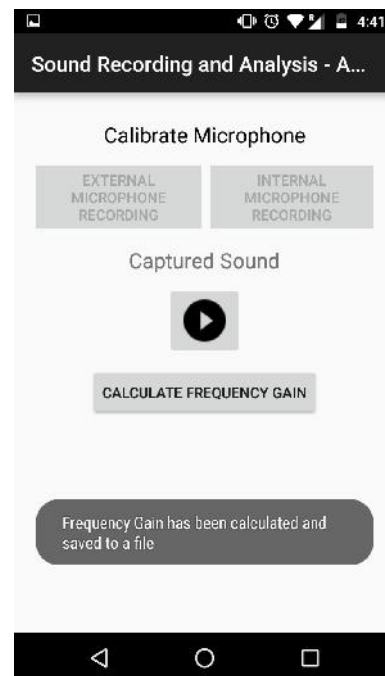 4:41
Sound Recording and Analysis - A...
Calibrate Microphone
EXTERNAL
MICROPHONE
RECORDING
INTERNAL
MICROPHONE
RECORDING
Captured Sound
CALCULATE FREQUENCY GAIN
Frequency Gain has been calculated and
saved to a file